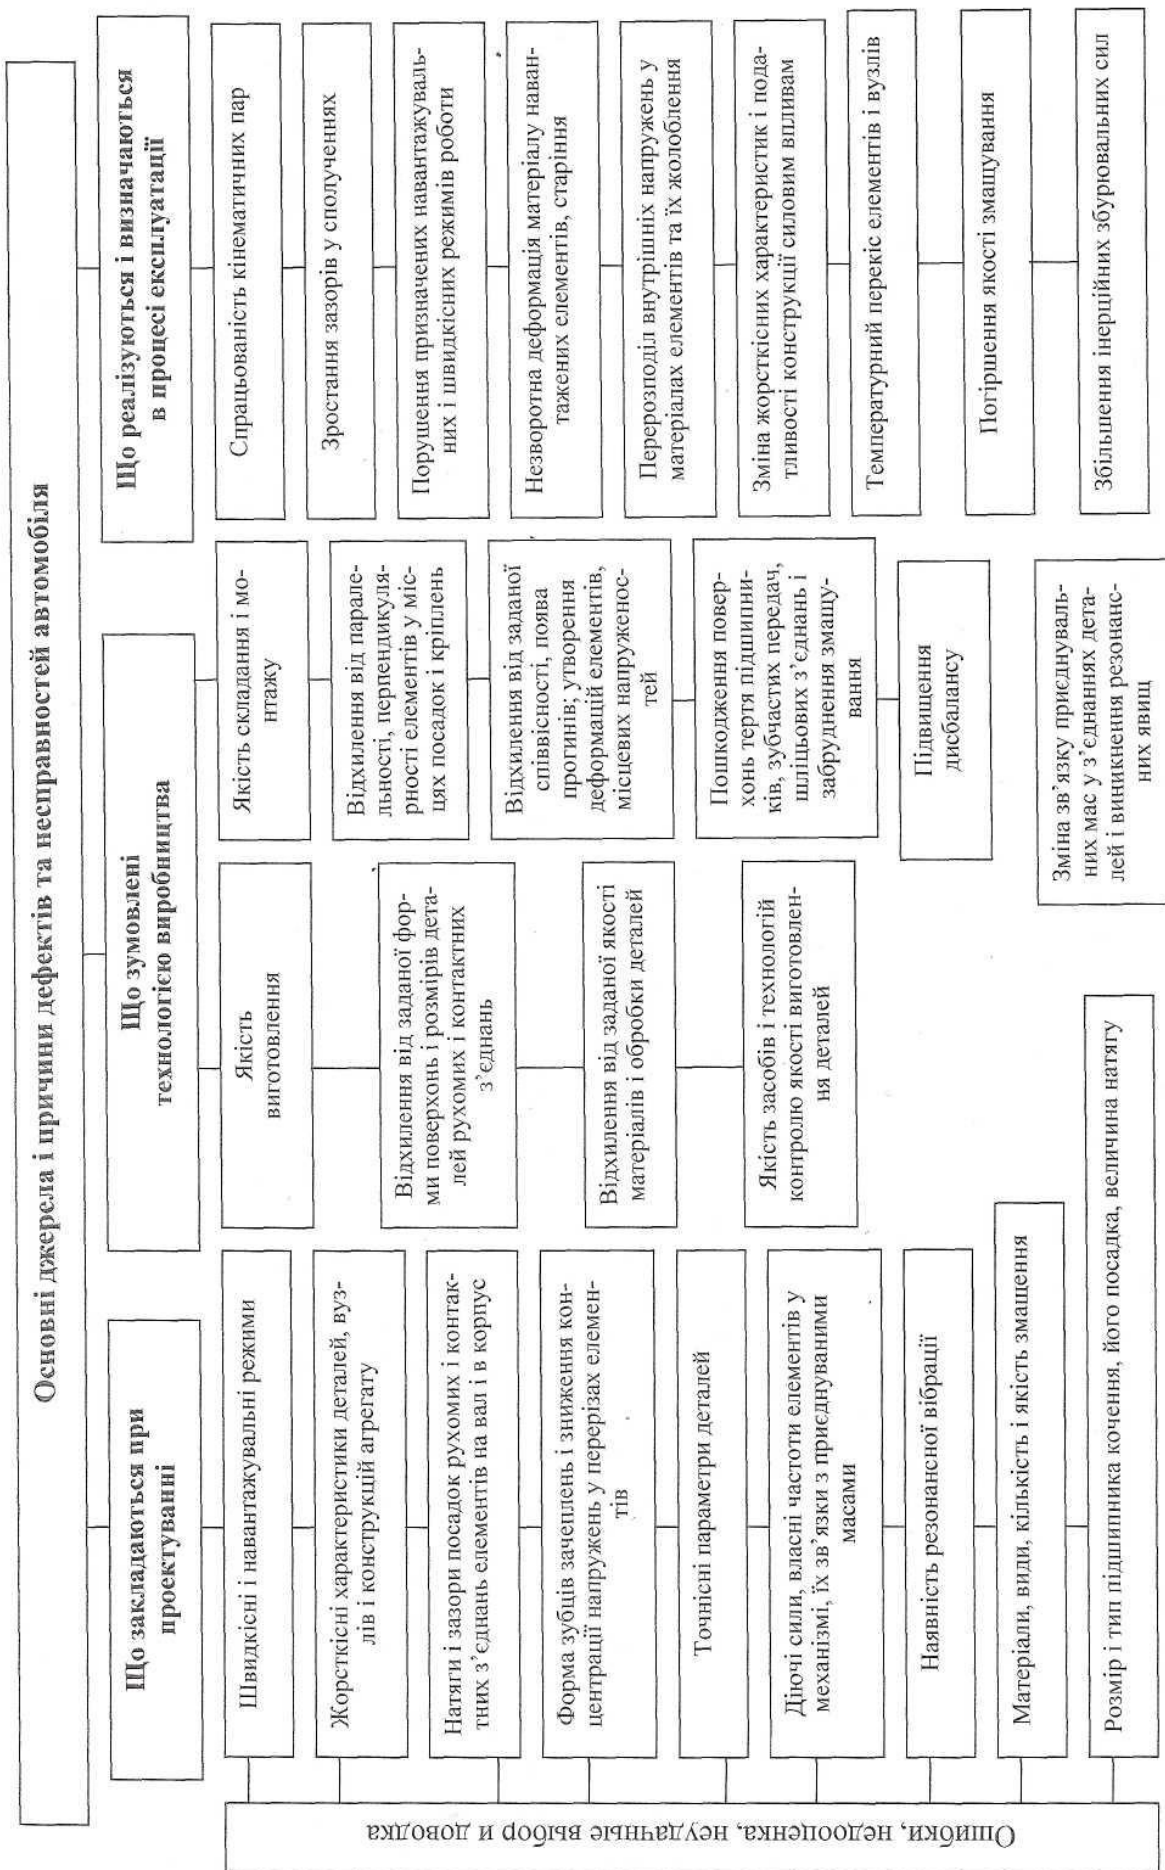 Основні джерела і причини дефектів та несправностей автомобіля
Що закладаються при
проектуванні
Швидкісні і навантажувальні режими
Жорсткісні характеристики деталей, вуз-
лів і конструкцій агрегату
Натяги і зазори посадок рухомих і контак-
тних з’єднань елементів на вал і в корпус
Форма зубців зачеплень і зниження кон-
центрації напружень у перерізах елемен-
тів
Точнісні параметри деталей
Діючі сили, власні частоти елементів у
механізмі, їх зв’язки з приєднуваними
масами
Наявність резонансної вібрації
Матеріали, види, кількість і якість змащення
Розмір і тип підшипника кочення, його посадка, величина натягу
Ошибки, недооценка, неудачные выбор и доводка
Що зумовлені
технологією виробництва
Якість
виготовлення
Відхилення від заданої фор-
ми поверхонь і розмірів дета-
лей рухомих і контактних
з’єднань
Відхилення від заданої якості
матеріалів і обробки деталей
Якість засобів і технологій
контролю якості виготовлен-
ня деталей
Якість складання і мо-
нтажу
Відхилення від парале-
льності, перпендикуля-
рності елементів у міс-
цях посадок і кріплень
Відхилення від заданої
співвісності, поява
прогинів; утворення
деформацій елементів,
місцевих напруженос-
тей
Пошкодження повер-
хонь тертя підшипни-
ків, зубчастих передач,
шліцьових з’єднань і
забруднення змащу-
вання
Підвищення
дисбалансу
Зміна зв’язку приєднуваль-
них мас у з’єднаннях дета-
лей і виникнення резонанс-
них явищ
Що реалізуються і визначаються
в процесі експлуатації
Спрацьованість кінематичних пар
Зростання зазорів у сполученнях
Порушення призначених навантажуваль-
них і швидкісних режимів роботи
Незворотна деформація матеріалу наван-
тажених елементів, старіння
Перерозподіл внутрішніх напружень у
матеріалах елементів та їх жолоблення
Зміна жорсткісних характеристик і пода-
тливості конструкції силовим впливам
Температурний перекіс елементів і вузлів
Погіршення якості змащування
Збільшення інерційних збурювальних сил